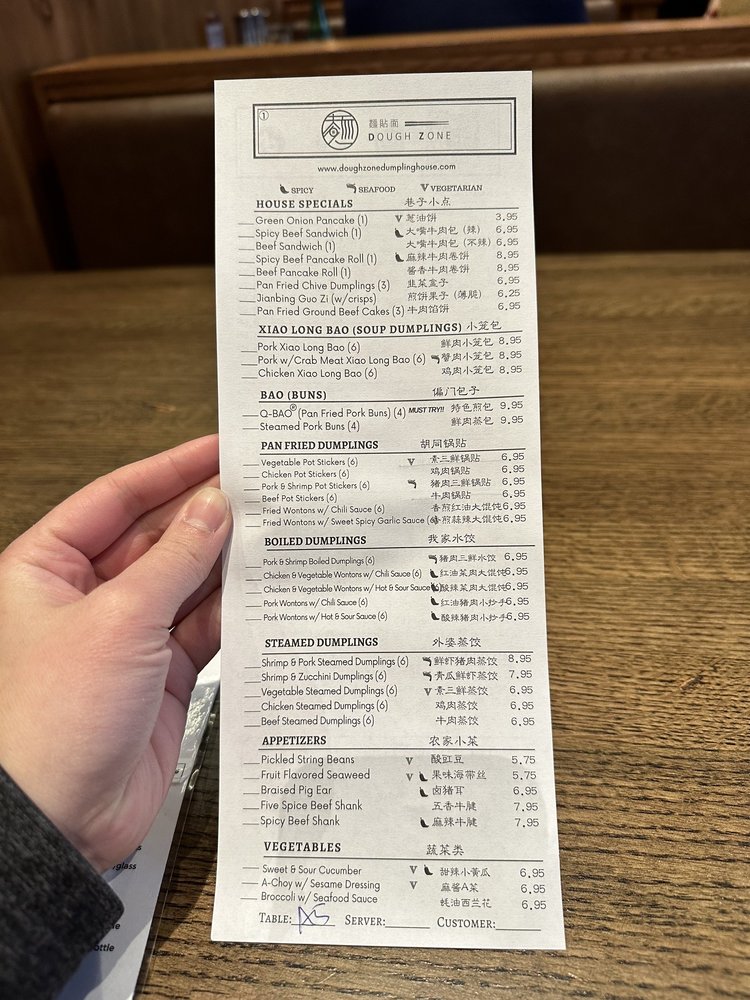 ①
麵貼面
DOUGH ZONE
www.doughzonedumplinghouse.com
SPICY SEAFOOD V VEGETARIAN
HOUSE SPECIALS 巷子小点
Green Onion Pancake (1) V 芝油饼 3.95
Spicy Beef Sandwich (1) 大嘴牛肉包 (辣) 6.95
Beef Sandwich (1) 大嘴牛肉包 (不辣) 6.95
Spicy Beef Pancake Roll (1) 麻辣牛肉卷饼 8.95
Beef Pancake Roll (1) 酱香牛肉卷饼 8.95
Pan Fried Chive Dumplings (3) 韭菜盒子 6.95
Jianbing Guo Zi (w/crisps) 煎饼果子 (薄脆) 6.25
Pan Fried Ground Beef Cakes (3) 牛肉馅饼 6.95
XIAO LONG BAO (SOUP DUMPLINGS) 小笼包
Pork Xiao Long Bao (6) 鲜肉小笼包 8.95
Pork w/Crab Meat Xiao Long Bao (6) 蟹肉小笼包 8.95
Chicken Xiao Long Bao (6) 鸡肉小笼包 8.95
BAO (BUNS) 偏门包子
Q-BAO® (Pan Fried Pork Buns) (4) MUST TRY!! 特色煎包 9.95
Steamed Pork Buns (4) 鲜肉蒸包 9.95
PAN FRIED DUMPLINGS 胡同锅贴
Vegetable Pot Stickers (6) V 素三鲜锅贴 6.95
Chicken Pot Stickers (6) 鸡肉锅贴 6.95
Pork & Shrimp Pot Stickers (6) 猪肉三鲜锅贴 6.95
Beef Pot Stickers (6) 牛肉锅贴 6.95
Fried Wontons w/ Chili Sauce (6) 香煎红油大馄饨 6.95
Fried Wontons w/ Sweet Spicy Garlic Sauce (6) 香煎蒜辣大馄饨 6.95
BOILED DUMPLINGS 我家水饺
Pork & Shrimp Boiled Dumplings (6) 猪肉三鲜水饺 6.95
Chicken & Vegetable Wontons w/ Chili Sauce (6) 红油菜肉大馄饨 6.95
Chicken & Vegetable Wontons w/ Hot & Sour Sauce 酸辣菜肉大馄饨 6.95
Pork Wontons w/ Chili Sauce (6) 红油猪肉小抄手 6.95
Pork Wontons w/ Hot & Sour Sauce (6) 酸辣猪肉小抄手 6.95
STEAMED DUMPLINGS 外婆蒸饺
Shrimp & Pork Steamed Dumplings (6) 鲜虾猪肉蒸饺 8.95
Shrimp & Zucchini Dumplings (6) 青瓜鲜虾蒸饺 7.95
Vegetable Steamed Dumplings (6) V 素三鲜蒸饺 6.95
Chicken Steamed Dumplings (6) 鸡肉蒸饺 6.95
Beef Steamed Dumplings (6) 牛肉蒸饺 6.95
APPETIZERS 农家小菜
Pickled String Beans V 酸豇豆 5.75
Fruit Flavored Seaweed V 果味海带丝 5.75
Braised Pig Ear 卤猪耳 6.95
Five Spice Beef Shank 五香牛腱 7.95
Spicy Beef Shank 麻辣牛腱 7.95
VEGETABLES 蔬菜类
Sweet & Sour Cucumber V 甜辣小黄瓜 6.95
A-Choy w/ Sesame Dressing V 麻酱A菜 6.95
Broccoli w/ Seafood Sauce 蚝油西兰花 6.95
TABLE: SERVER: CUSTOMER: